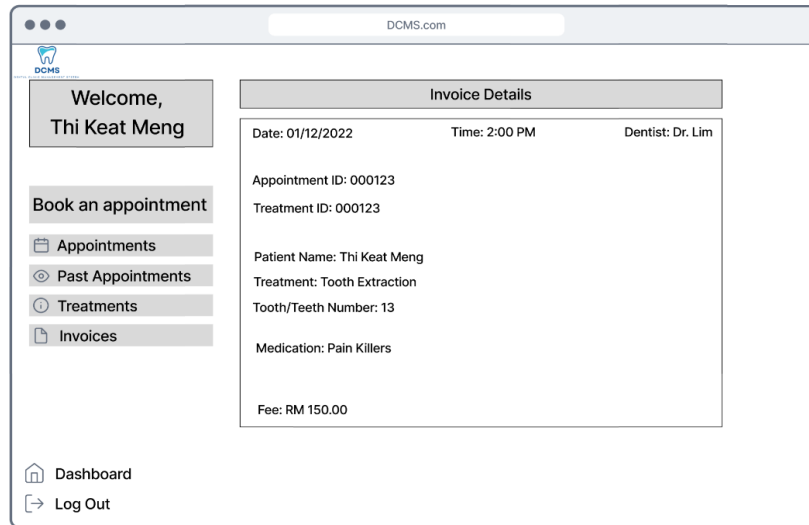 DCMS.com
DCMS
Welcome,
Thi Keat Meng
Book an appointment
Appointments
Past Appointments
Treatments
Invoices
Dashboard
Log Out
Invoice Details
Date: 01/12/2022 Time: 2:00 PM Dentist: Dr. Lim
Appointment ID: 000123
Treatment ID: 000123
Patient Name: Thi Keat Meng
Treatment: Tooth Extraction
Tooth/Teeth Number: 13
Medication: Pain Killers
Fee: RM 150.00